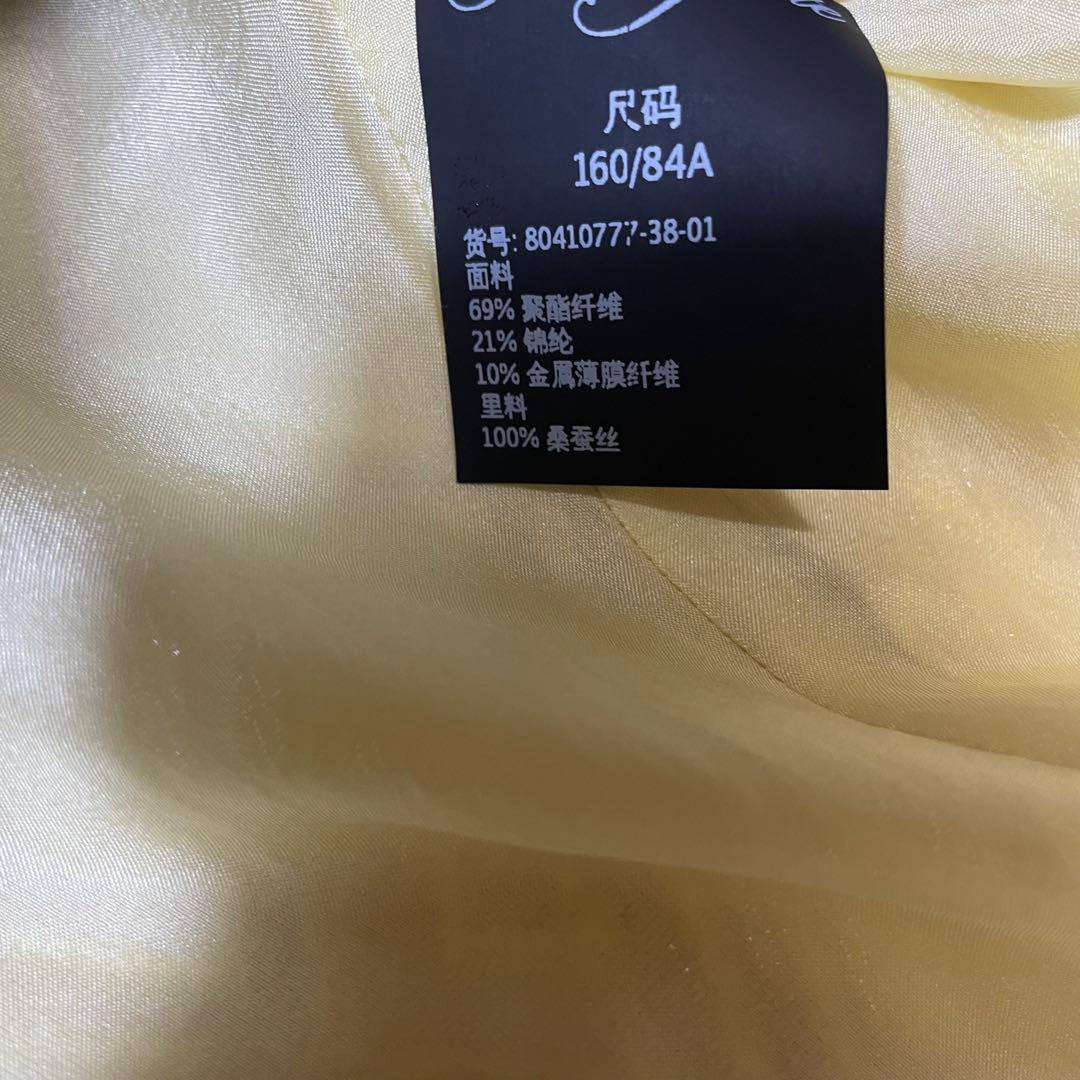 尺码
160/84A
货号: 80410777-38-01
面料
69% 聚酯纤维
21% 锦纶
10% 金属薄膜纤维
里料
100% 桑蚕丝